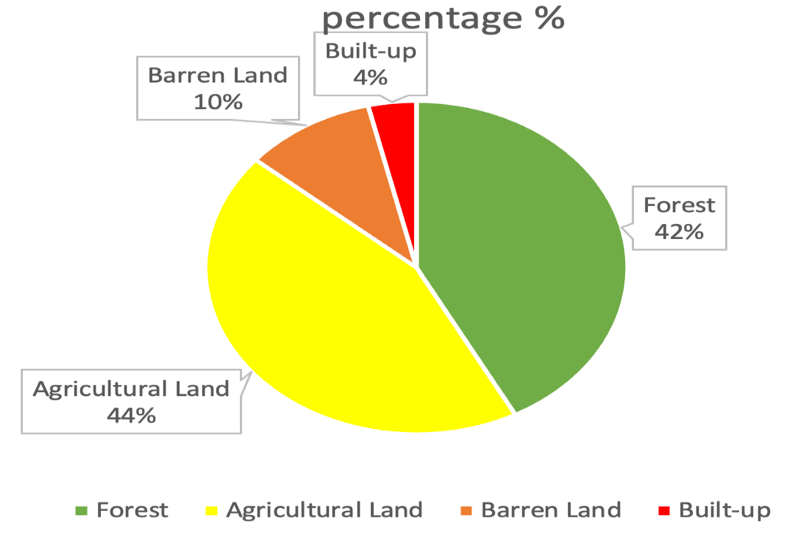 percentage %
Built-up
4%
Barren Land
10%
Forest
42%
Agricultural Land
44%
Forest Agricultural Land Barren Land Built-up